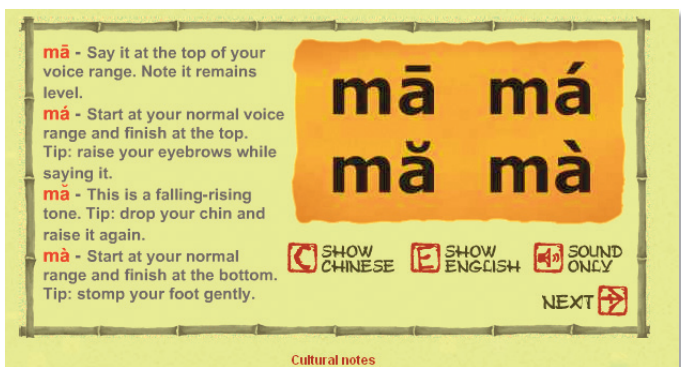 mā - Say it at the top of your
voice range. Note it remains
level.
má - Start at your normal voice
range and finish at the top.
Tip: raise your eyebrows while
saying it.
mă - This is a falling-rising
tone. Tip: drop your chin and
raise it again.
mà - Start at your normal
range and finish at the bottom.
Tip: stomp your foot gently.
mā má
mă mà
C SHOW CHINESE
E SHOW ENGLISH
SOUND ONLY
NEXT
Cultural notes